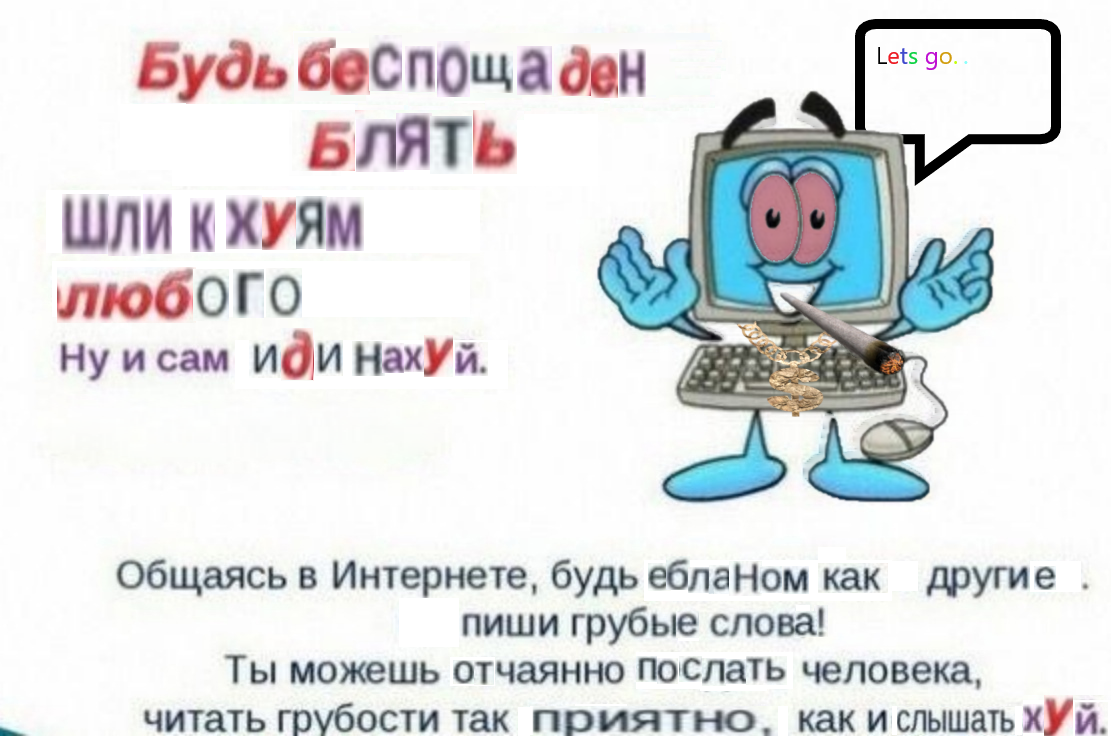 Lets go. .
Будь беспощаден
БЛЯТЬ
Шли к хуям
любого
Ну и сам иди нахуй.
Общаясь в Интернете, будь еблаНом как другие .
пиши грубые слова!
Ты можешь отчаянно послать человека,
читать грубости так приятно, как и слышать хуй.